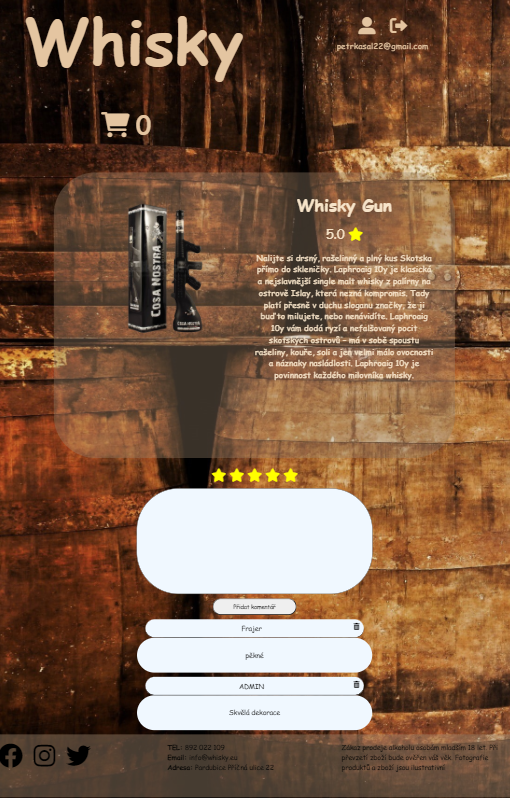 Whisky
petrkasal22@gmail.com
0
COSA NOSTRA
COSA NOSTRA
Whisky Gun
5.0
Nalijte si drsný, rašelinný a plný kus Skotska
přímo do skleničky. Laphroaig 10y je klasická
a nejslavnější single malt whisky z palírny na
ostrově Islay, která nezná kompromis. Tady
platí přesně v duchu sloganu značky, že ji
buď to milujete, nebo nenávidíte. Laphroaig
10y vám dodá ryzí a nefalšovaný pocit
skotských ostrovů – má v sobě spoustu
rašeliny, kouře, soli a jen velmi málo ovocnosti
a náznaky nasládlosti. Laphroaig 10y je
povinnost každého milovníka whisky.
Přidat komentář
Frajer
pěkné
ADMIN
Skvělá dekorace
TEL: 892 022 109
Email: info@whisky.eu
Adresa: Pardubice Příčná ulice 22
Zákaz prodeje alkoholu osobám mladším 18 let. Při
převzetí zboží bude ověřen váš věk. Fotografie
produktů a zboží jsou ilustrativní